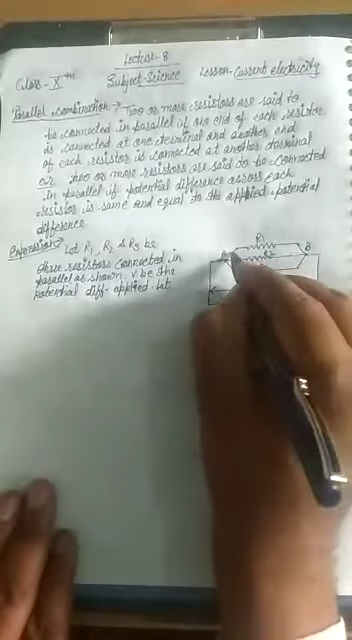 Lecture-8
Class-Xth Subject-Science Lesson-Current electricity
Parallel combination → Two or more resistors are said to
be connected in parallel if one end of each resistor
is connected at one terminal and another end
of each resistor is connected at another terminal
or two or more resistors are said to be connected
in parallel if potential difference across each
resistor is same and equal to the applied potential
difference.
Expression → Let R1, R2 & R3 be
three resistors connected in
parallel as shown. V be the
potential diff. applied. Let
R1
A B
R2